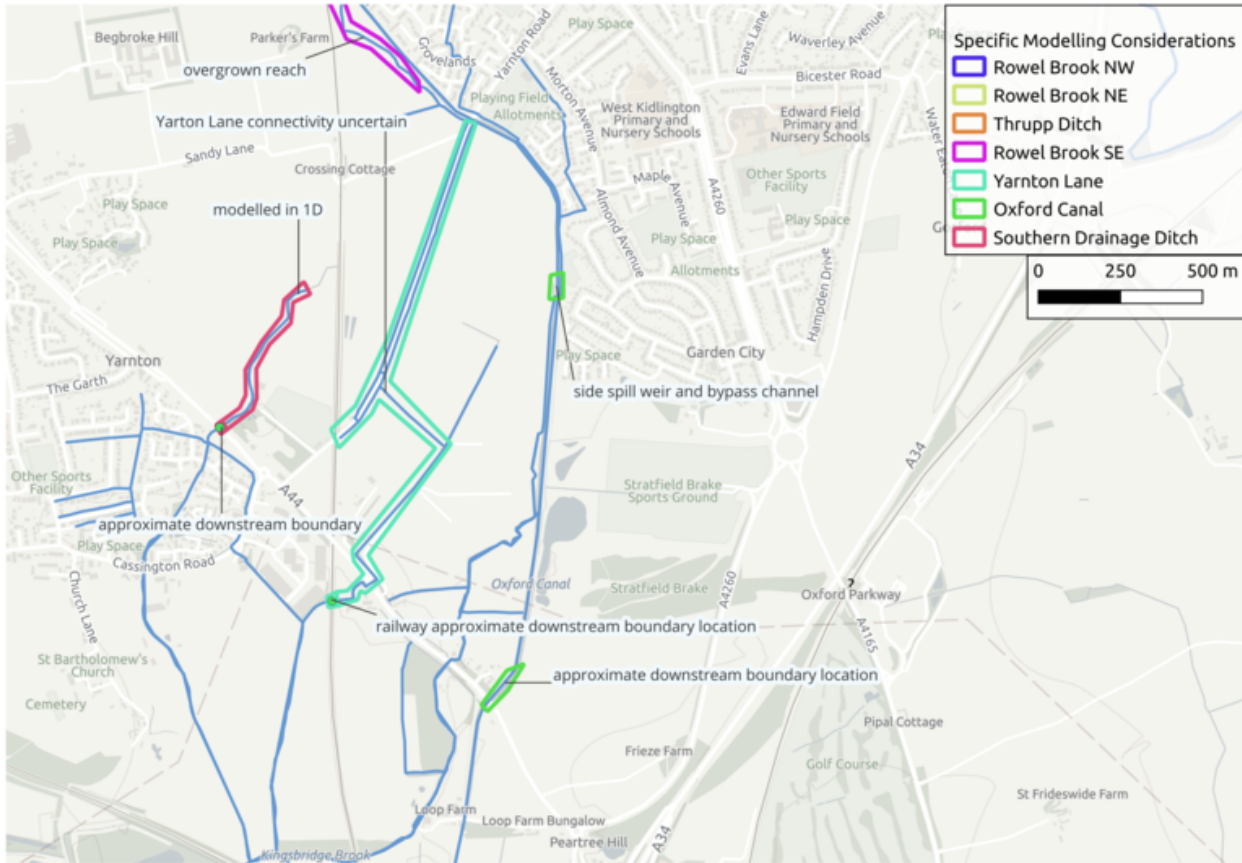 Begbroke Hill
Parker's Farm
Grovelands
Yarnton Road
Play Space
Evans Lane
Waverley Avenue
overgrown reach
Morton Avenue
Bicester Road
Playing Field
Allotments
West Kidlington
Primary and
Nursery Schools
Edward Field
Primary and
Nursery Schools
Yarton Lane connectivity uncertain
Sandy Lane
Crossing Cottage
Maple Avenue
A4260
Other Sports
Facility
Play Space
modelled in 1D
Almond Avenue
Play Space
Play Space
Play Space
Allotments
Hampden Drive
Yarnton
The Garth
Play Space
Garden City
side spill weir and bypass channel
A34
Other Sports
Facility
A44
Stratfield Brake
Sports Ground
approximate downstream boundary
Play Space
Cassington Road
Church Lane
Oxford Canal
Stratfield Brake
A4260
?
Oxford Parkway
A4165
railway approximate downstream boundary location
St Bartholomew's
Church
approximate downstream boundary location
Cemetery
Pipal Cottage
Frieze Farm
Golf Course
St Frideswide Farm
Loop Farm
Loop Farm Bungalow
Peartree Hill
A34
Kingsbridge Brook
Specific Modelling Considerations
Rowel Brook NW
Rowel Brook NE
Thrupp Ditch
Rowel Brook SE
Yarnton Lane
Oxford Canal
Southern Drainage Ditch
0 250 500 m